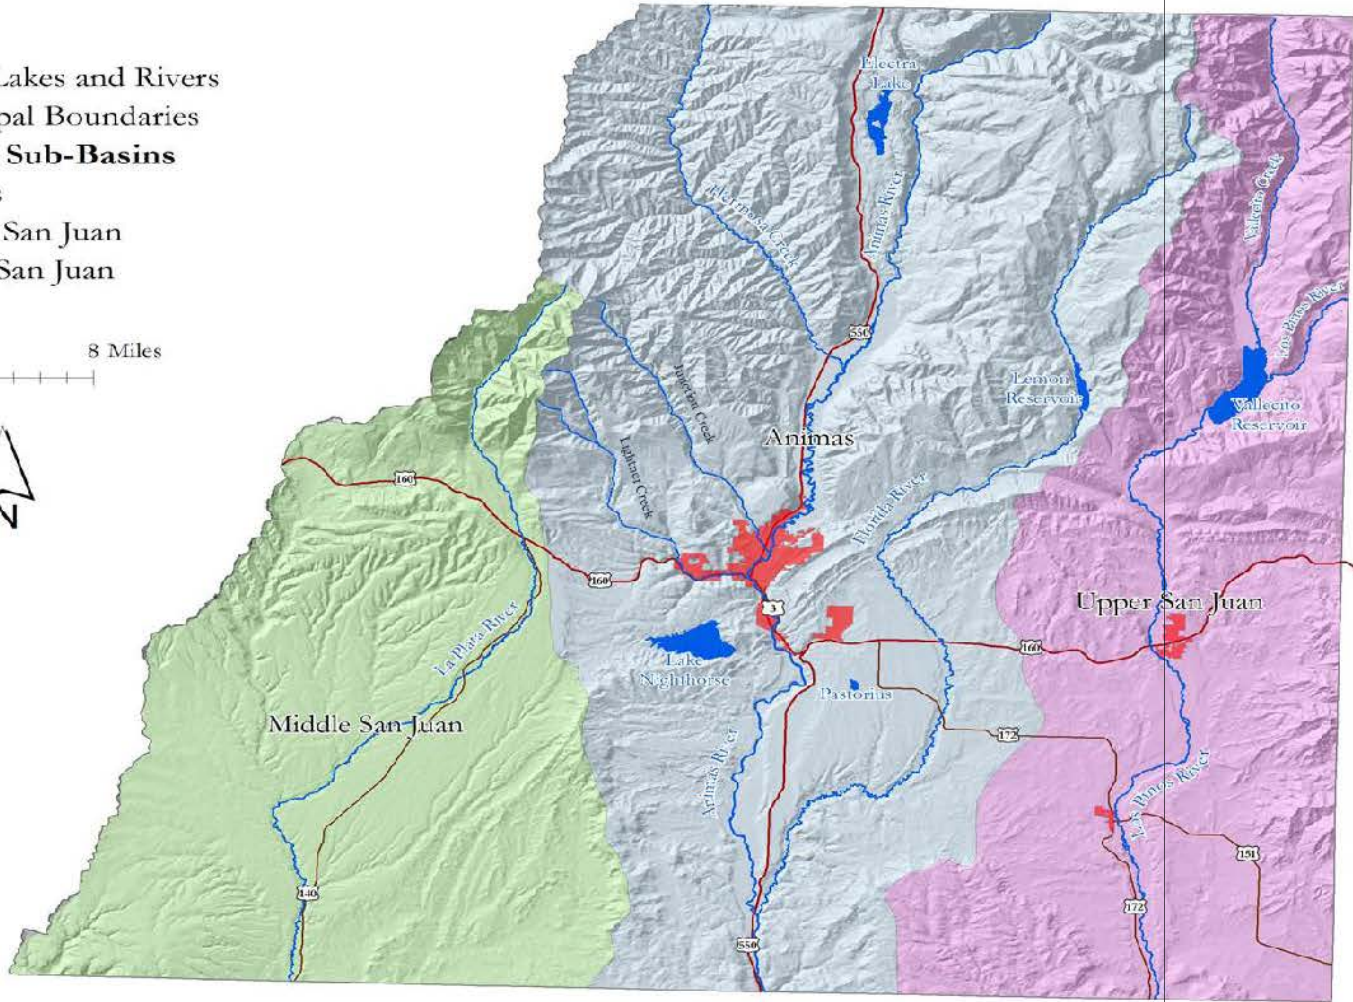 Lakes and Rivers
pal Boundaries
Sub-Basins
San Juan
San Juan
8 Miles
Electra
Lake
Hermosa Creek
Animas River
Vallecito Creek
Los Pinos River
550
Junction Creek
Lemon
Reservoir
Vallecito
Reservoir
Animas
Lightner Creek
160
Florida River
160
3
Upper San Juan
La Plata River
160
Lake
Nighthorse
Pastorius
Middle San Juan
172
Animas River
Los Pinos River
151
140
172
550